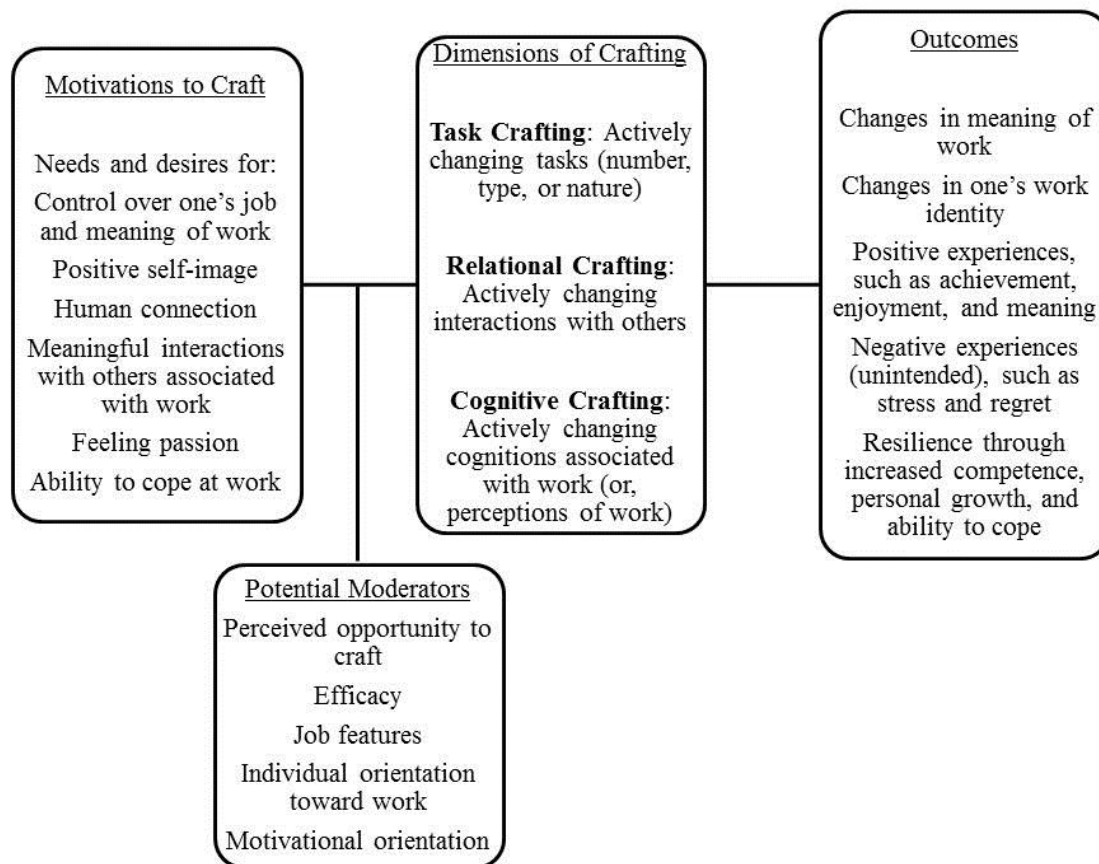 Motivations to Craft
Needs and desires for:
Control over one's job
and meaning of work
Positive self-image
Human connection
Meaningful interactions
with others associated
with work
Feeling passion
Ability to cope at work
Dimensions of Crafting
Task Crafting: Actively
changing tasks (number,
type, or nature)
Relational Crafting:
Actively changing
interactions with others
Cognitive Crafting:
Actively changing
cognitions associated
with work (or,
perceptions of work)
Outcomes
Changes in meaning of
work
Changes in one's work
identity
Positive experiences,
such as achievement,
enjoyment, and meaning
Negative experiences
(unintended), such as
stress and regret
Resilience through
increased competence,
personal growth, and
ability to cope
Potential Moderators
Perceived opportunity to
craft
Efficacy
Job features
Individual orientation
toward work
Motivational orientation